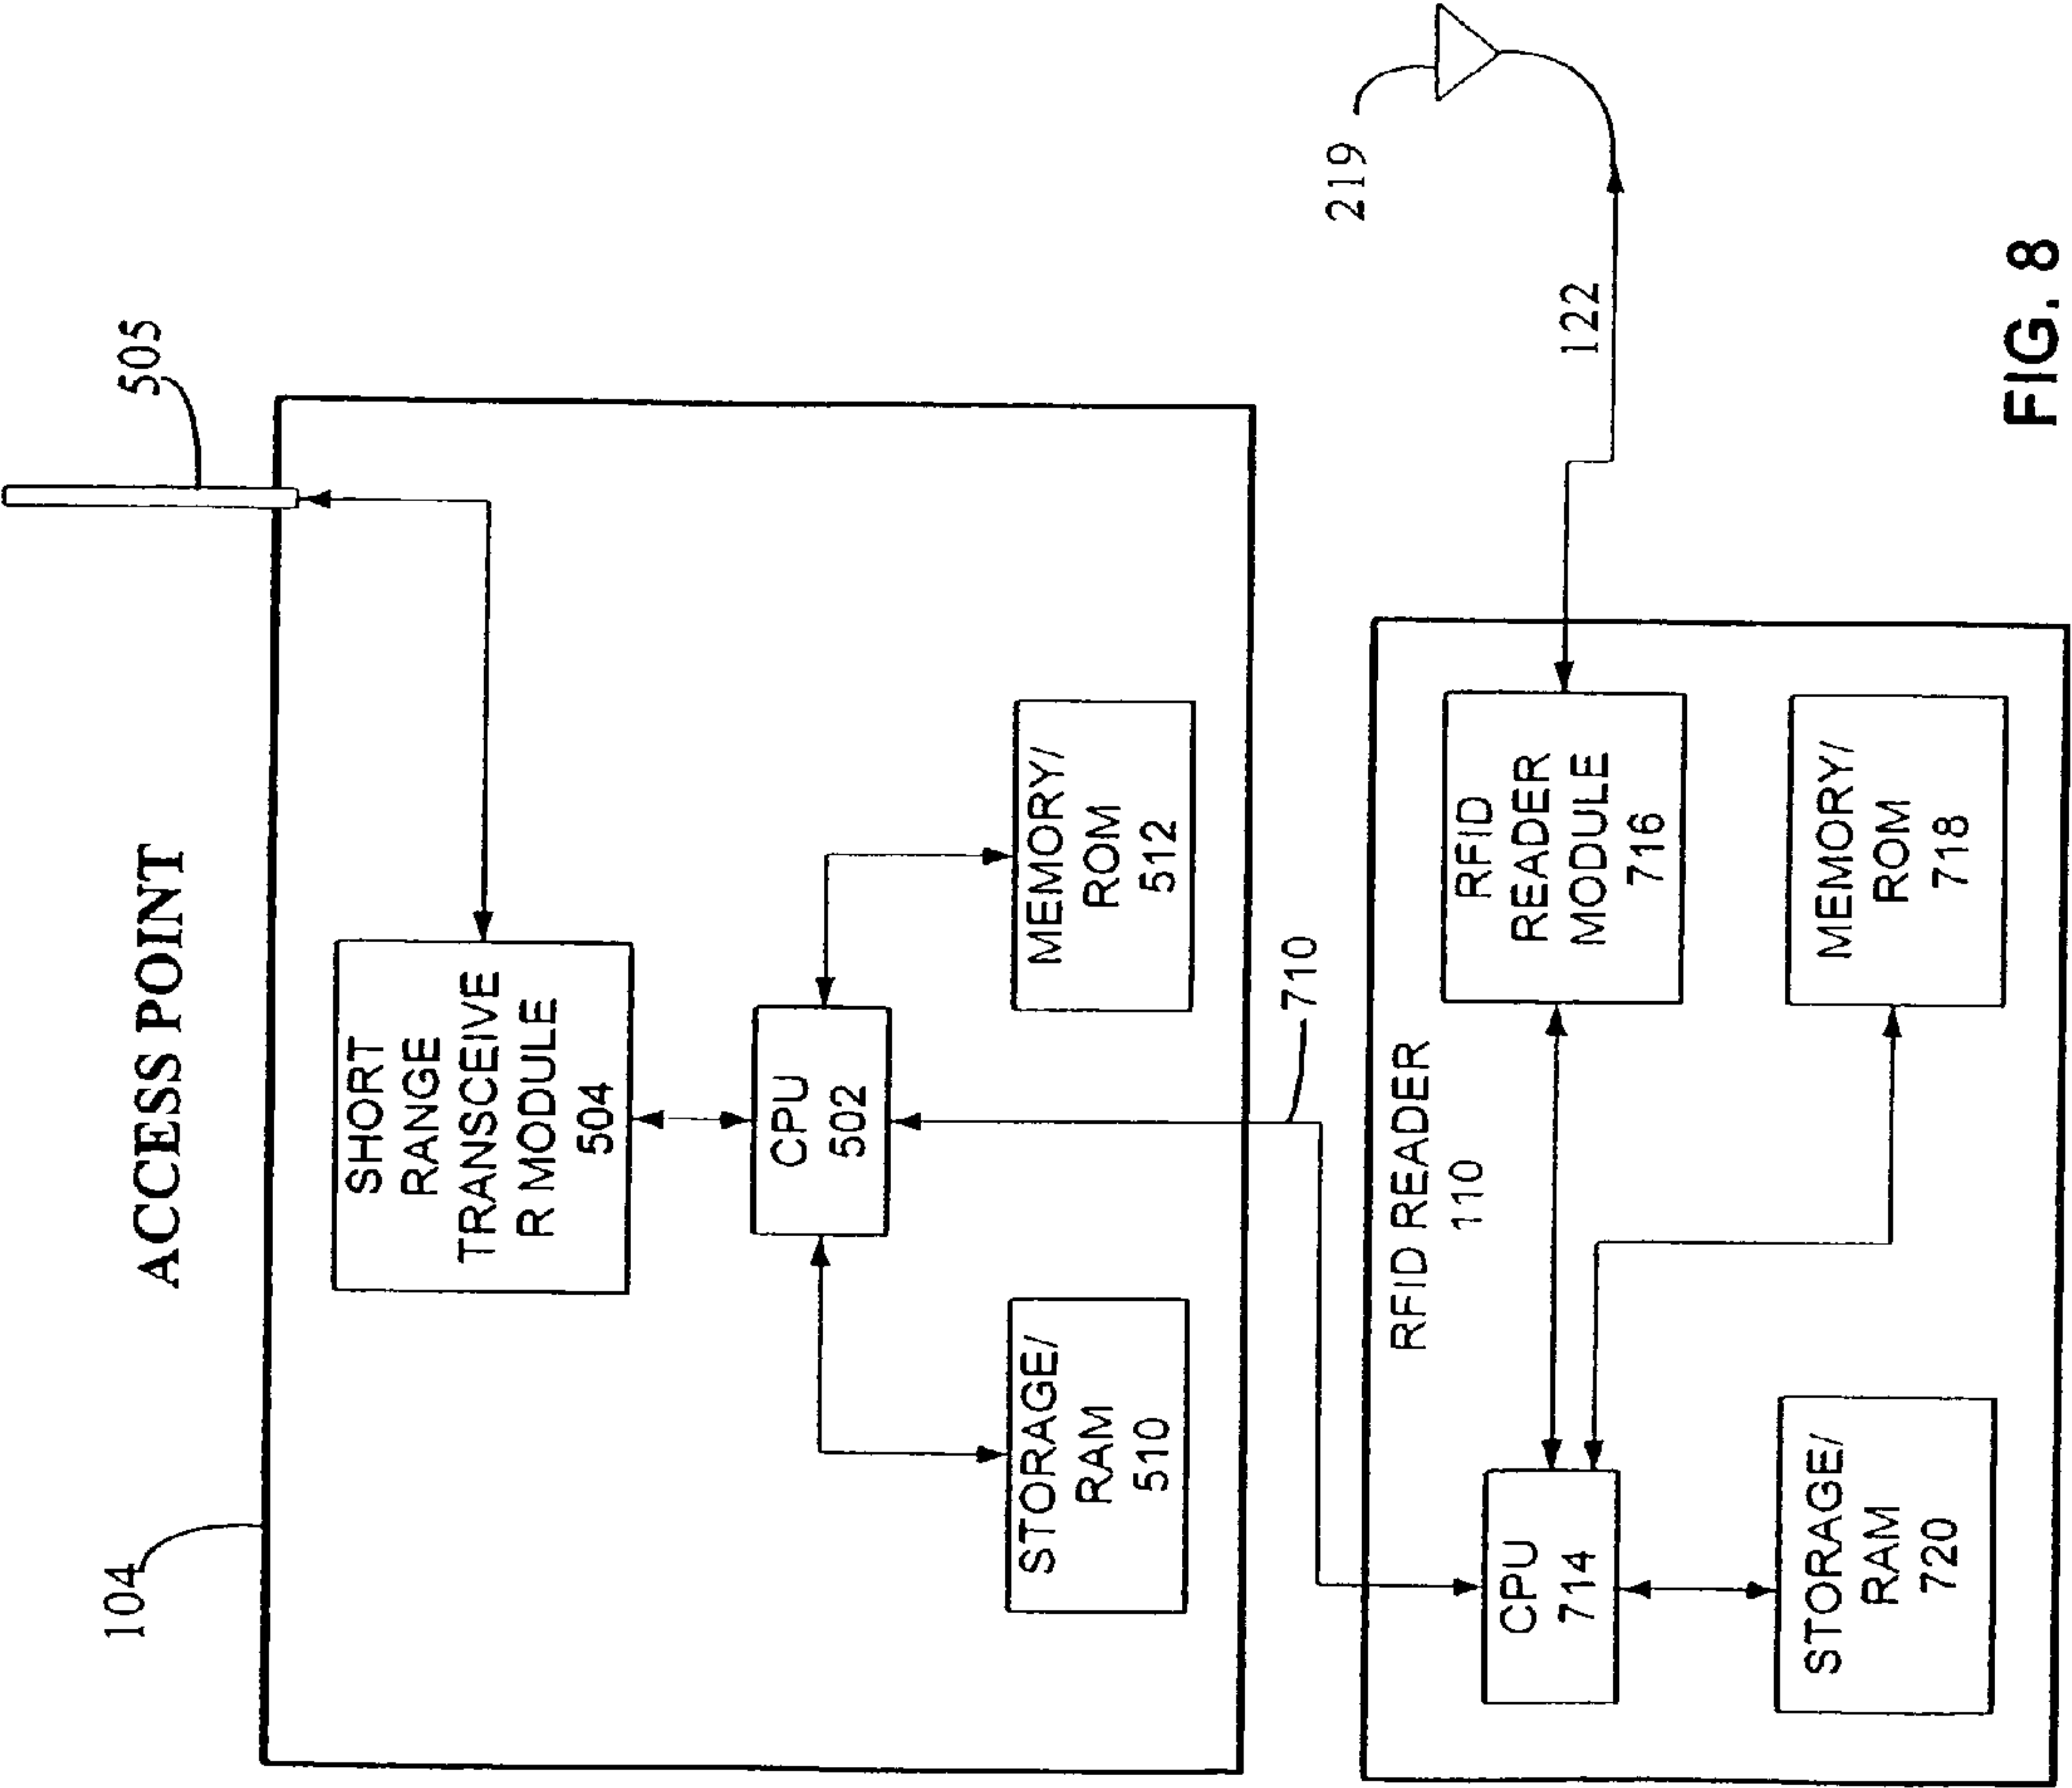 ACCESS POINT
104
505
SHORT
RANGE
TRANSCEIVE
R MODULE
504
CPU
502
STORAGE/
RAM
510
MEMORY/
ROM
512
710
RFID READER
110
CPU
714
RFID
READER
MODULE
716
STORAGE/
RAM
720
MEMORY/
ROM
718
219
122
FIG. 8